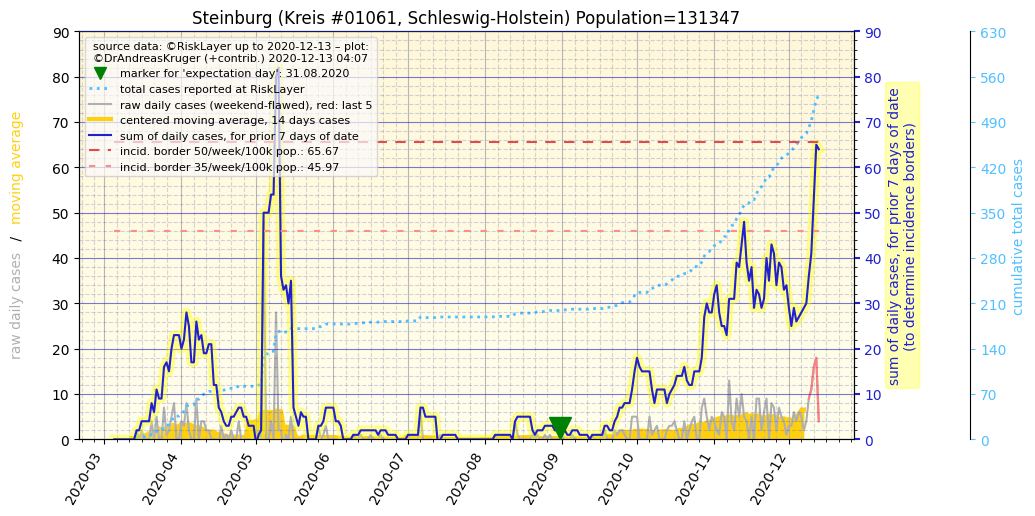 Steinburg (Kreis #01061, Schleswig-Holstein) Population=131347
source data: ©RiskLayer up to 2020-12-13 – plot:
©DrAndreasKruger (+contrib.) 2020-12-13 04:07
marker for 'expectation day': 31.08.2020
total cases reported at RiskLayer
raw daily cases (weekend-flawed), red: last 5
centered moving average, 14 days cases
sum of daily cases, for prior 7 days of date
incid. border 50/week/100k pop.: 65.67
incid. border 35/week/100k pop.: 45.97
raw daily cases / moving average
90
80
70
60
50
40
30
20
10
0
2020-03
2020-04
2020-05
2020-06
2020-07
2020-08
2020-09
2020-10
2020-11
2020-12
90
80
70
60
50
40
30
20
10
0
sum of daily cases, for prior 7 days of date
(to determine incidence borders)
630
560
490
420
350
280
210
140
70
0
cumulative total cases